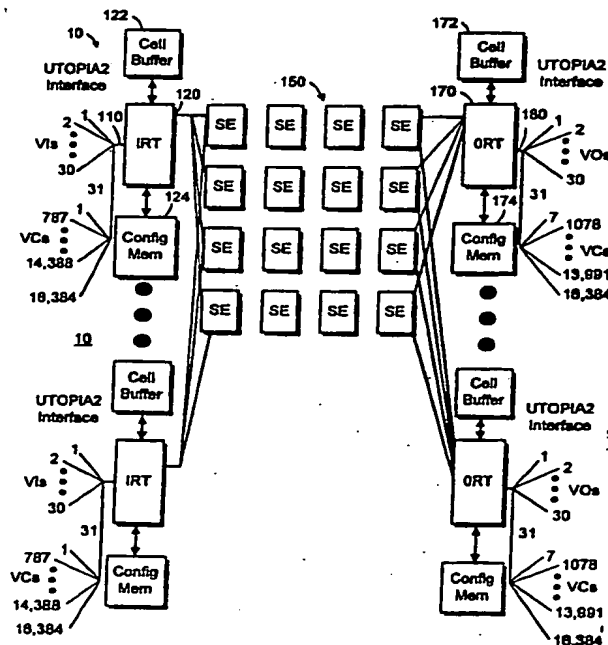 122
10
Cell
Buffer
UTOPIA2
Interface
120
110
IRT
1
2
VIs
30
31
124
787
1
VCs
14,388
16,384
Config
Mem
10
150
SE SE SE SE
SE SE SE SE
SE SE SE SE
SE SE SE SE
172
Cell
Buffer
UTOPIA2
Interface
170
180
ORT
1
2
VOs
30
31
174
Config
Mem
7
1078
VCs
13,991
16,384
Cell
Buffer
UTOPIA2
Interface
IRT
1
2
VIs
30
31
787
1
VCs
14,388
16,384
Config
Mem
Cell
Buffer
UTOPIA2
Interface
ORT
1
2
VOs
30
31
7
1078
VCs
13,991
16,384
Config
Mem